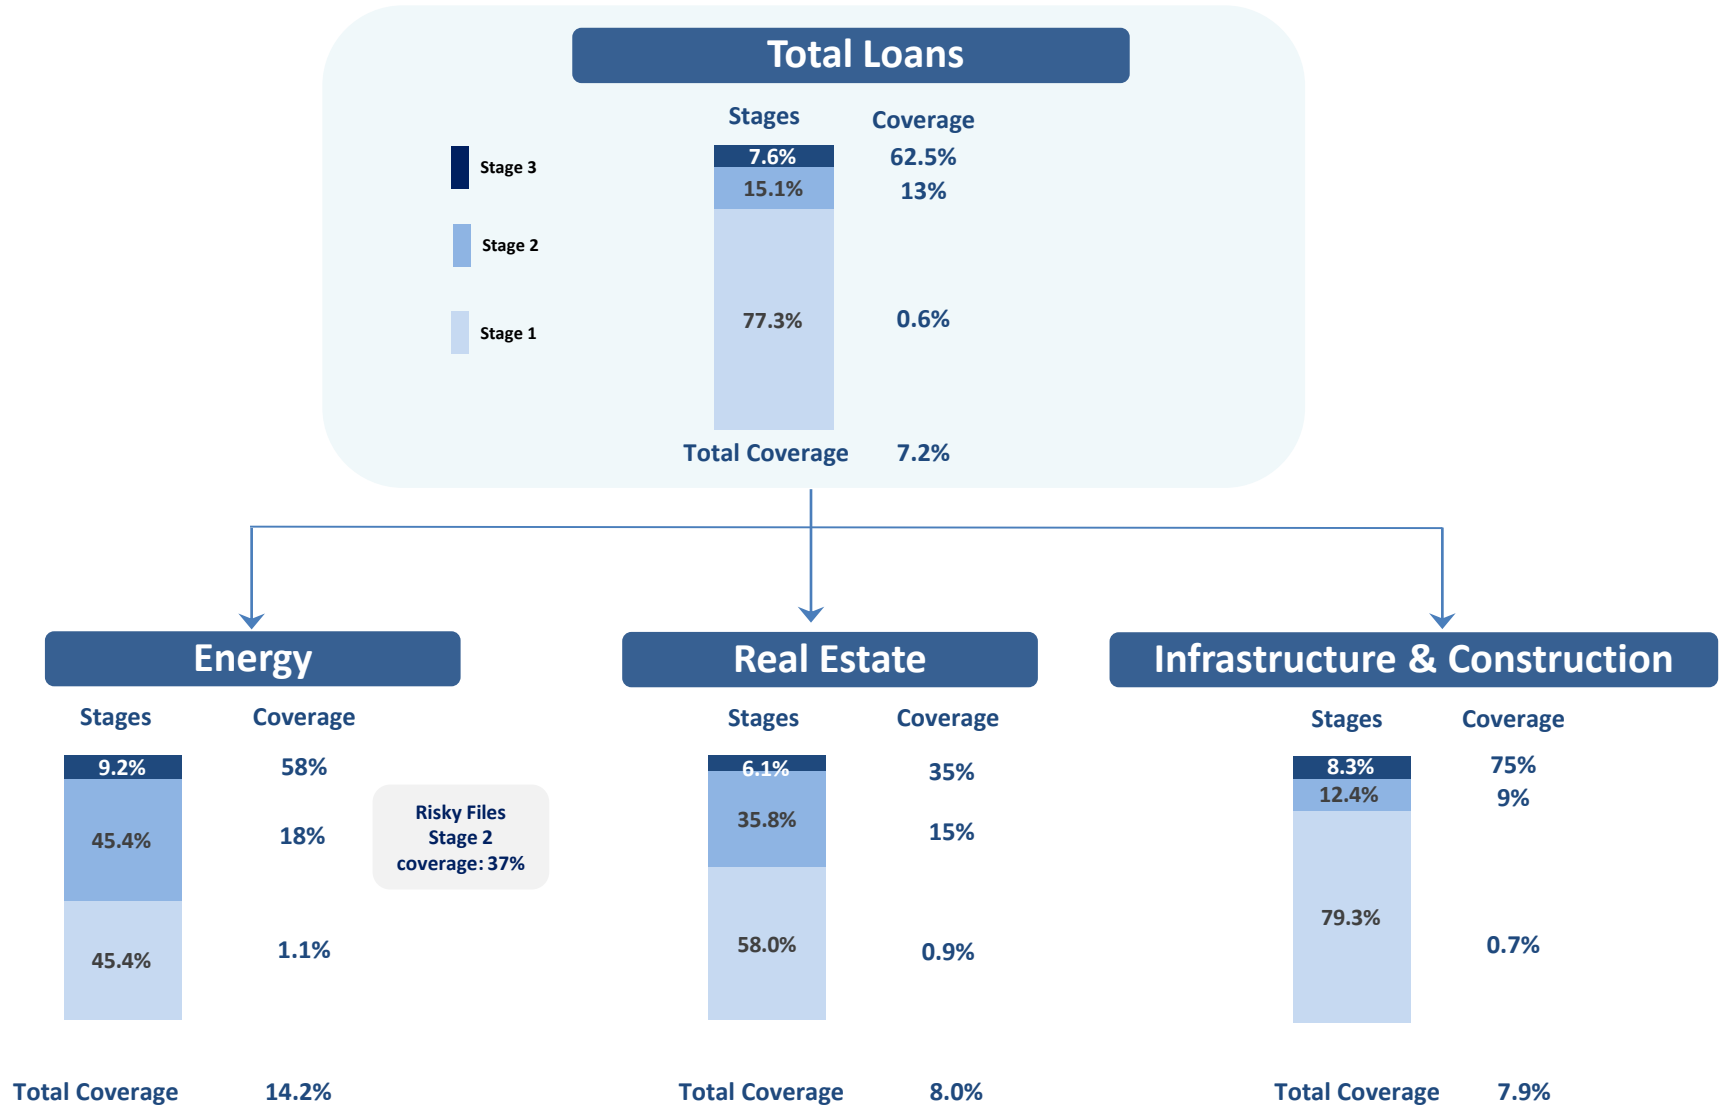 Total Loans
Stages
Coverage
Stage 3
7.6%
62.5%
15.1%
13%
Stage 2
77.3%
0.6%
Stage 1
Total Coverage
7.2%
Energy
Stages
Coverage
9.2%
58%
45.4%
18%
Risky Files
Stage 2
coverage: 37%
45.4%
1.1%
Total Coverage
14.2%
Real Estate
Stages
Coverage
6.1%
35%
35.8%
15%
58.0%
0.9%
Total Coverage
8.0%
Infrastructure & Construction
Stages
Coverage
8.3%
75%
12.4%
9%
79.3%
0.7%
Total Coverage
7.9%